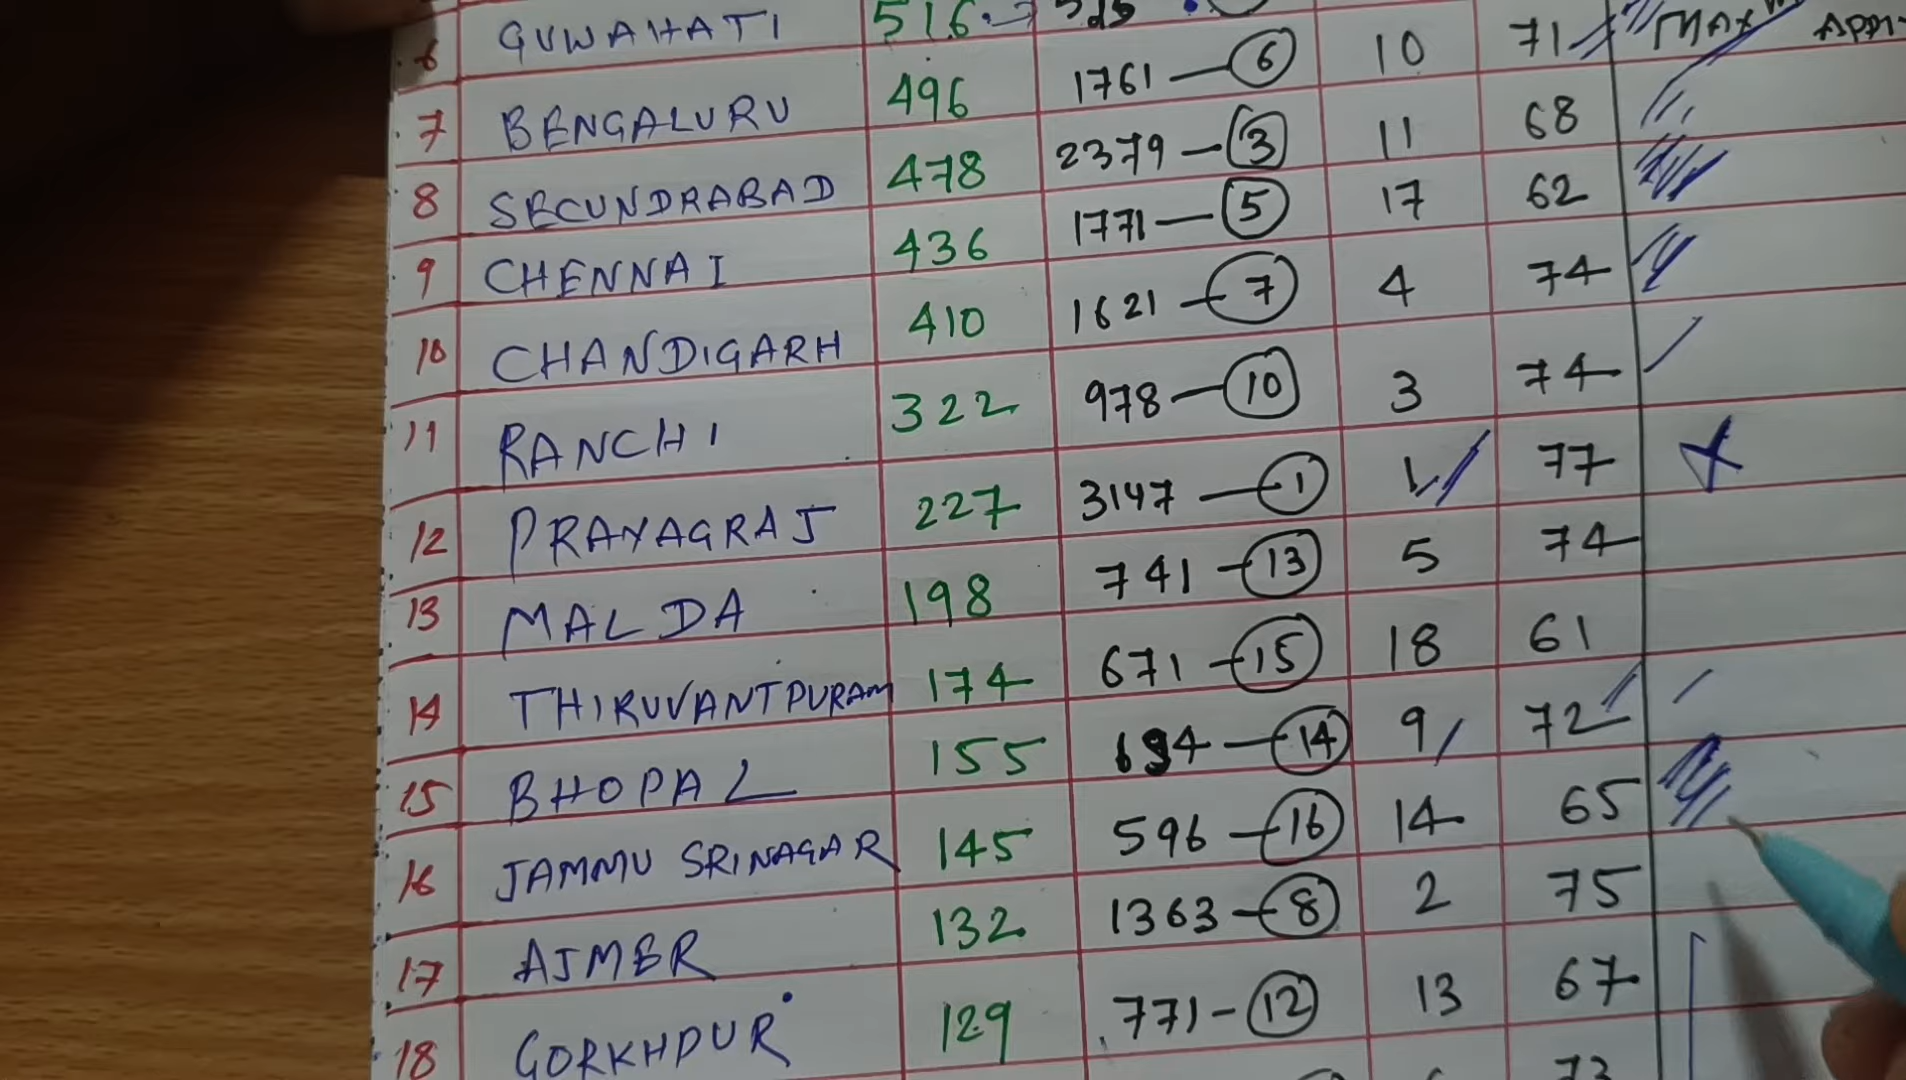 6 GUWAHATI 516
7 BENGALURU 496 1761 — 6 10 71 MAX
8 SECUNDRABAD 478 2379 — 3 11 68
9 CHENNAI 436 1771 — 5 17 62
10 CHANDIGARH 410 1621 — 7 4 74
11 RANCHI 322 978 — 10 3 74
12 PRAYAGRAJ 227 3147 — 1 1 77
13 MALDA 198 741 — 13 5 74
14 THIRUVANTPURAM 174 671 — 15 18 61
15 BHOPAL 155 694 — 14 9 72
16 JAMMU SRINAGAR 145 596 — 16 14 65
17 AJMER 132 1363 — 8 2 75
18 GORKHPUR 129 771 — 12 13 67
73